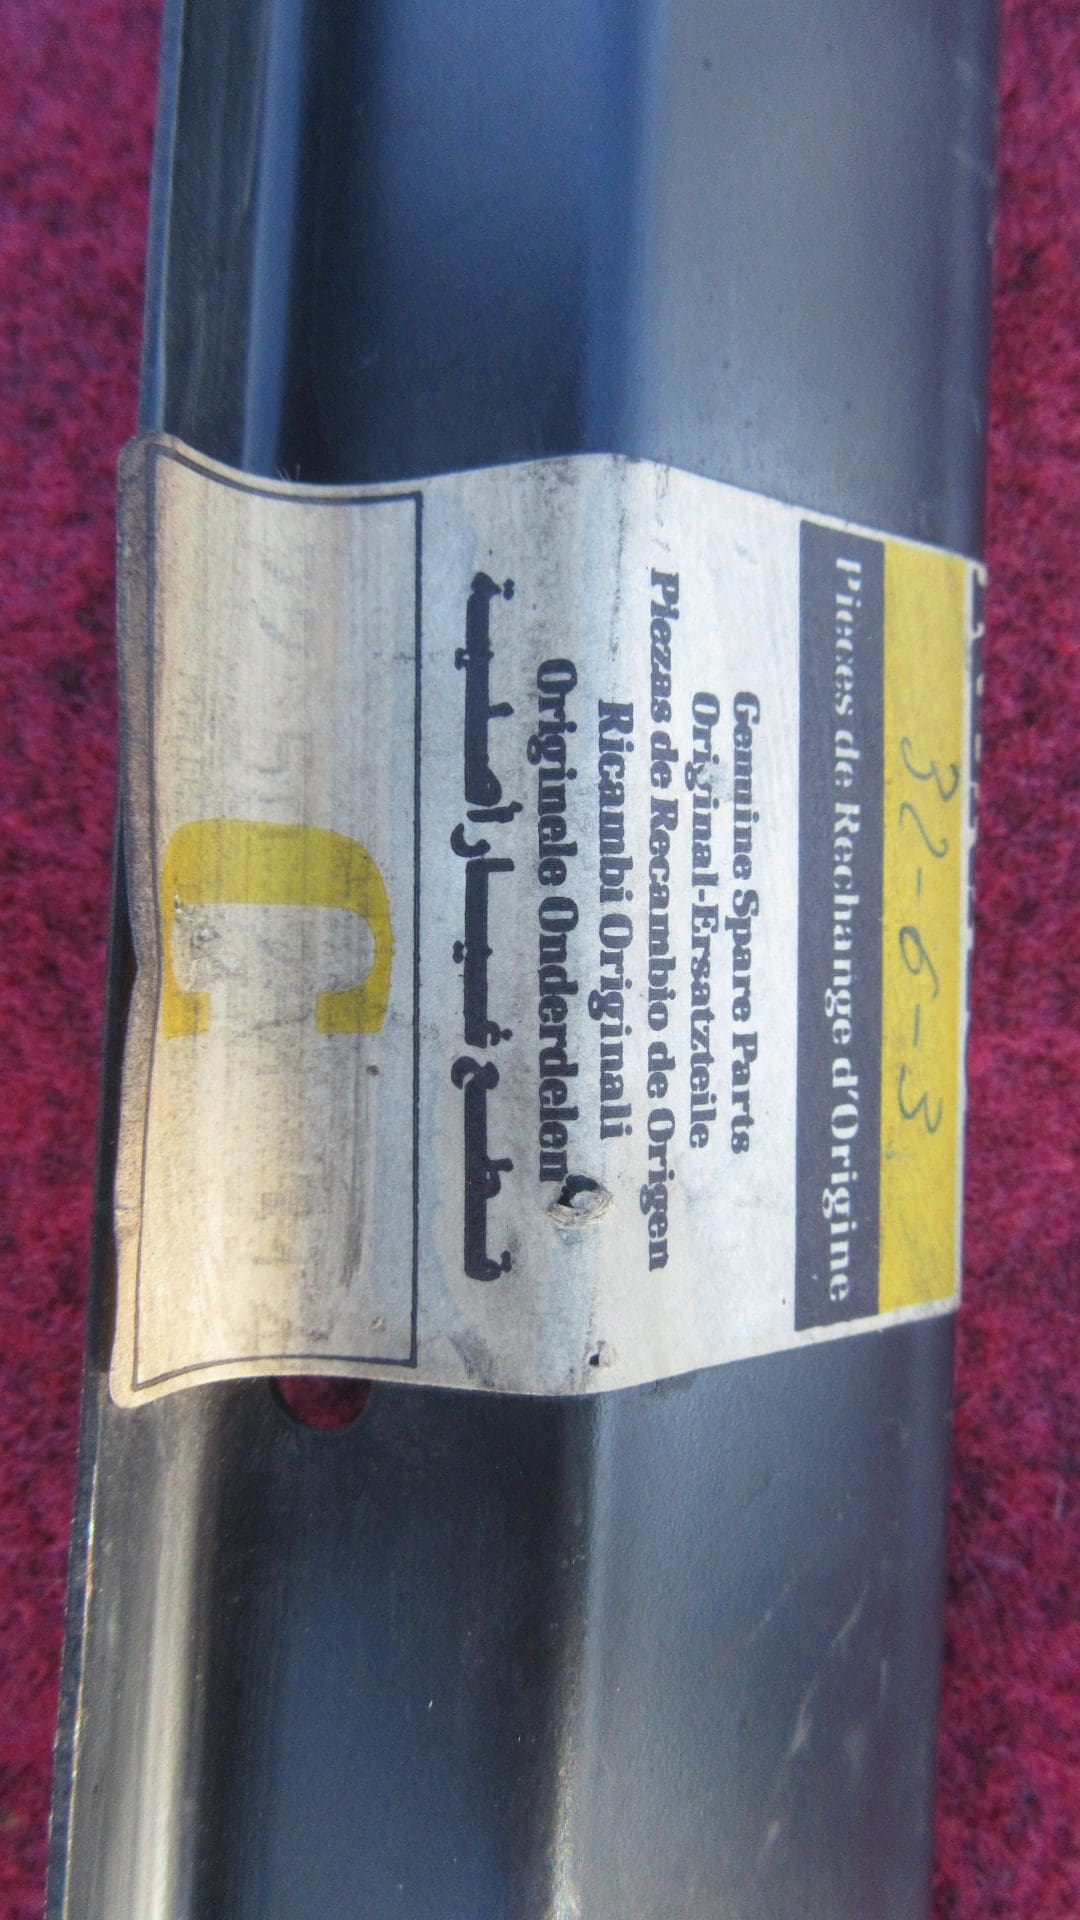 32-6-3
Pièces de Rechange d'Origine
Genuine Spare Parts
Original-Ersatzteile
Piezas de Recambio de Origen
Ricambi Originali
Originele Onderdelen
قطع غيار اصلية
C